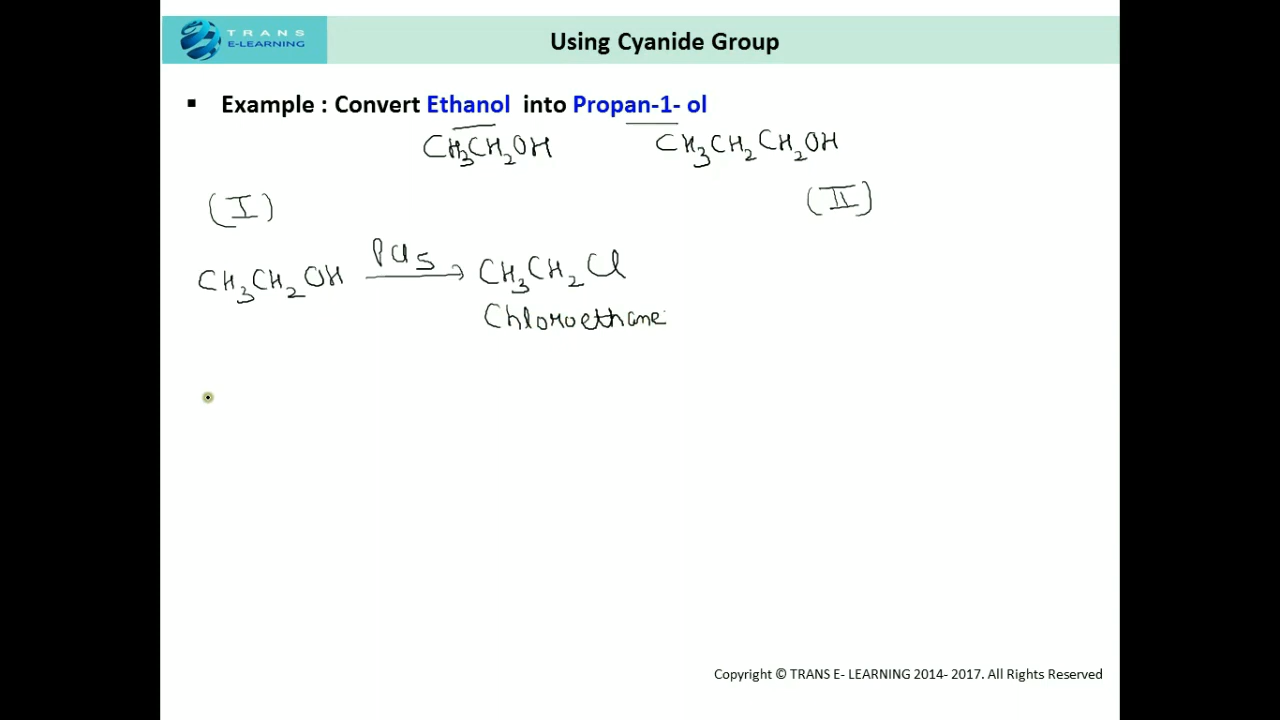 TRANS
E-LEARNING
Using Cyanide Group
▪ Example : Convert Ethanol into Propan-1- ol
CH₃CH₂OH CH₃CH₂CH₂OH
(I) (II)
CH₃CH₂OH PCl₅ → CH₃CH₂Cl
Chloroethane
Copyright © TRANS E- LEARNING 2014- 2017. All Rights Reserved